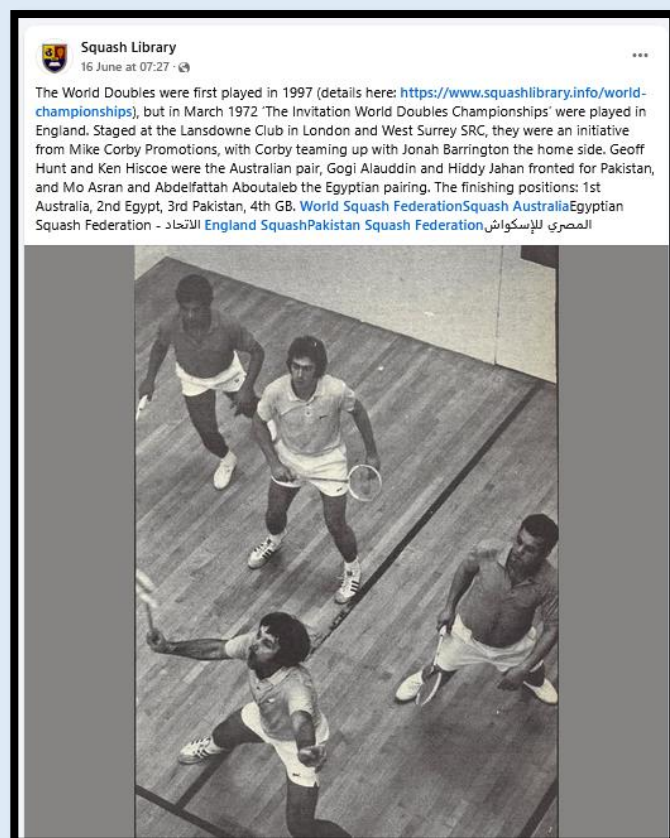 Squash Library
16 June at 07:27 ·
The World Doubles were first played in 1997 (details here: https://www.squashlibrary.info/world-
championships), but in March 1972 ‘The Invitation World Doubles Championships’ were played in
England. Staged at the Lansdowne Club in London and West Surrey SRC, they were an initiative
from Mike Corby Promotions, with Corby teaming up with Jonah Barrington the home side. Geoff
Hunt and Ken Hiscoe were the Australian pair, Gogi Alauddin and Hiddy Jahan fronted for Pakistan,
and Mo Asran and Abdelfattah Aboutaleb the Egyptian pairing. The finishing positions: 1st
Australia, 2nd Egypt, 3rd Pakistan, 4th GB. World Squash FederationSquash AustraliaEgyptian
Squash Federation - الاتحاد England SquashPakistan Squash Federationالمصري للإسكواش